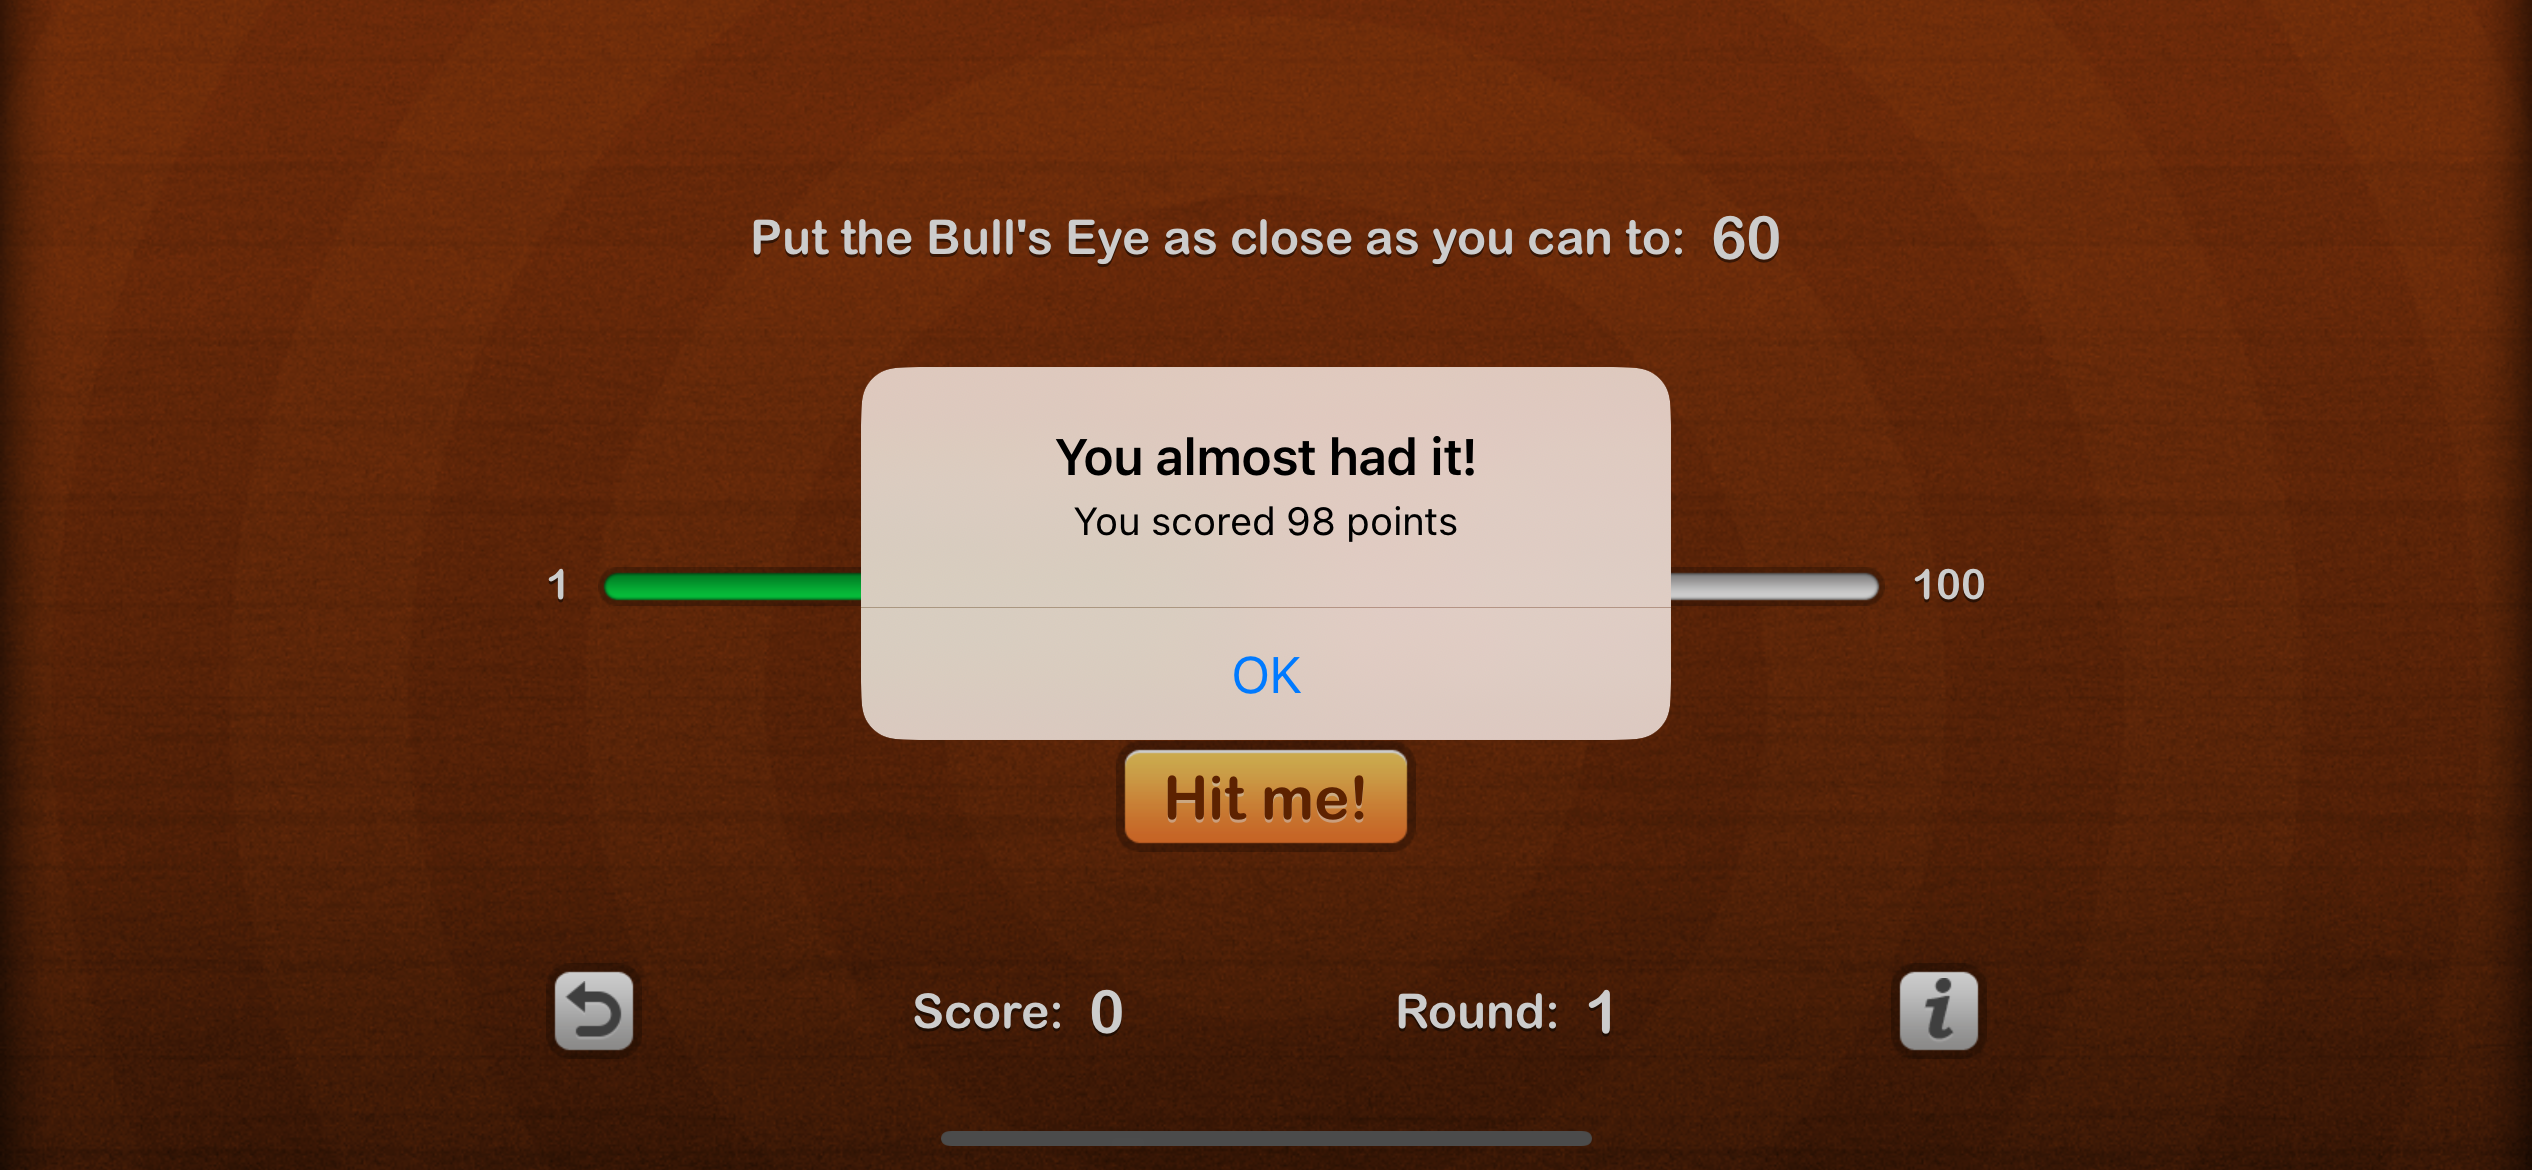 Put the Bull's Eye as close as you can to: 60
You almost had it!
You scored 98 points
1 100
OK
Hit me!
Score: 0 Round: 1 i